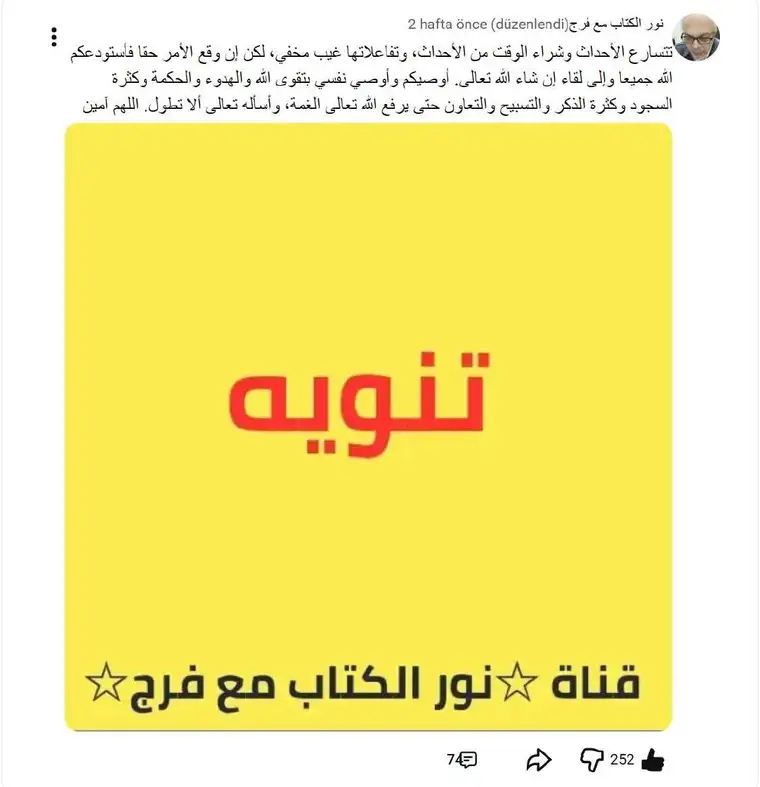 نور الكتاب مع فرج(düzenlendi) 2 hafta önce
تتسارع الأحداث وشراء الوقت من الأحداث، وتفاعلاتها غيب مخفي، لكن إن وقع الأمر حقا فأستودعكم
الله جميعا وإلى لقاء إن شاء الله تعالى. أوصيكم وأوصي نفسي بتقوى الله والهدوء والحكمة وكثرة
السجود وكثرة الذكر والتسبيح والتعاون حتى يرفع الله تعالى الغمة، وأسأله تعالى ألا تطول. اللهم آمين
تنويه
قناة ☆نور الكتاب مع فرج☆
252
74